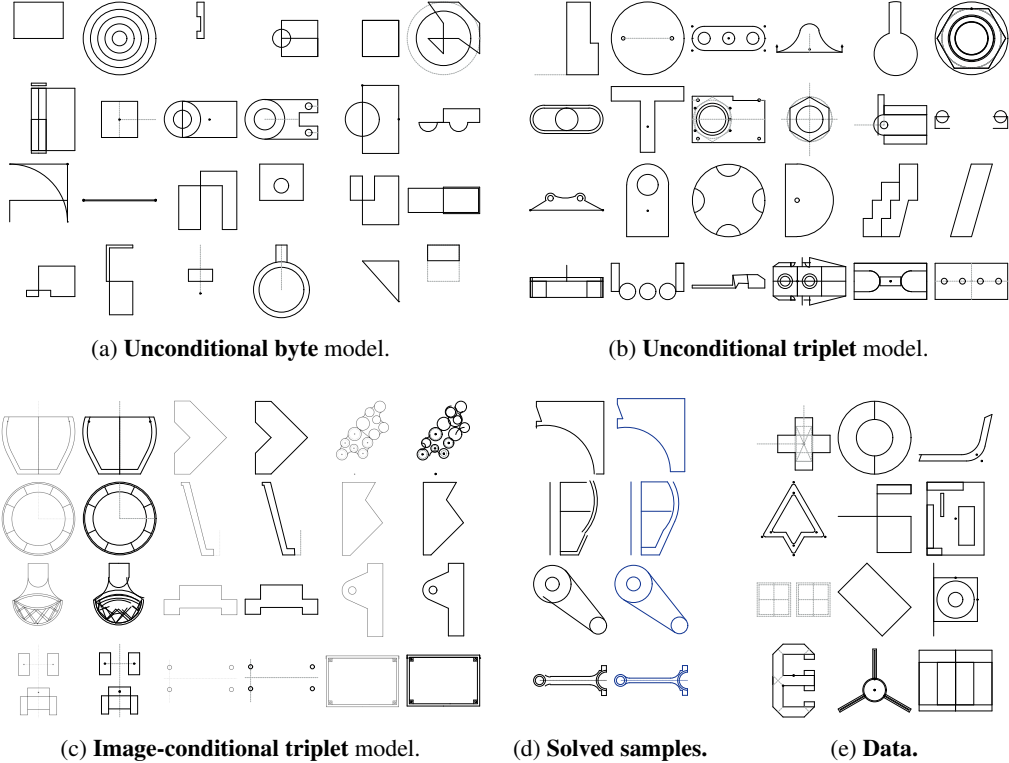 (a) Unconditional byte model.
(b) Unconditional triplet model.
(c) Image-conditional triplet model.
(d) Solved samples.
(e) Data.